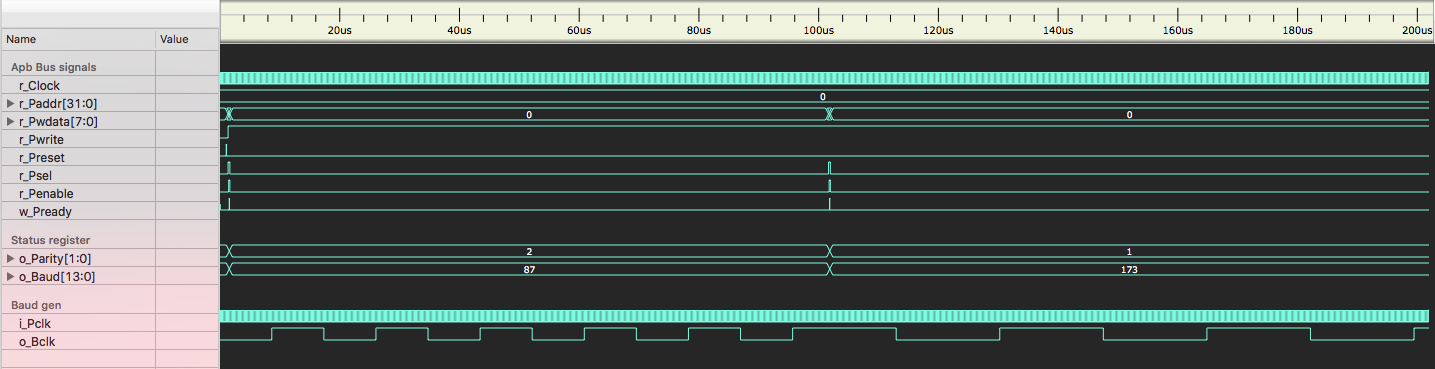 20us 40us 60us 80us 100us 120us 140us 160us 180us 200us
Name Value
Apb Bus signals
r_Clock
r_Paddr[31:0] 0
r_Pwdata[7:0] 0 0
r_Pwrite
r_Preset
r_Psel
r_Penable
w_Pready
Status register
o_Parity[1:0] 2 1
o_Baud[13:0] 87 173
Baud gen
i_Pclk
o_Bclk